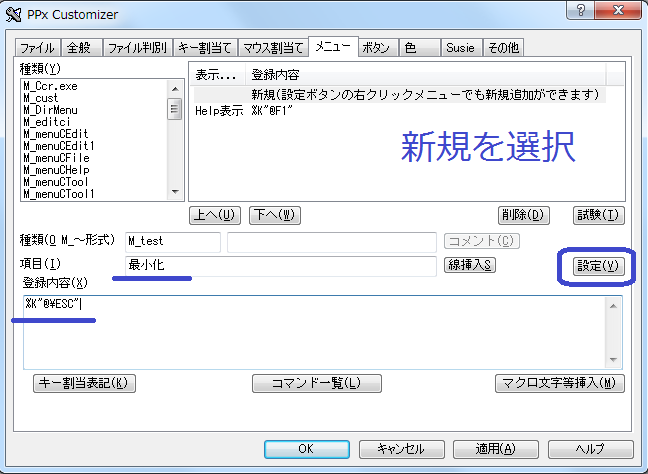 PPx Customizer
ファイル 全般 ファイル判別 キー割当て マウス割当て メニュー ボタン 色 Susie その他
種類(Y)
M_Ccr.exe
M_cust
M_DirMenu
M_editci
M_menuCEdit
M_menuCEdit1
M_menuCFile
M_menuCHelp
M_menuCTool
M_menuCTool1
表示... 登録内容
新規(設定ボタンの右クリックメニューでも新規追加ができます)
Help表示 %K"@F1"
新規を選択
上へ(U) 下へ(W) 削除(D) 試験(T)
種類(Q M_～形式) M_test コメント(C)
項目(I) 最小化 線挿入S 設定(V)
登録内容(X)
%K"@¥ESC"
キー割当表記(K) コマンド一覧(L) マクロ文字等挿入(M)
OK キャンセル 適用(A) ヘルプ